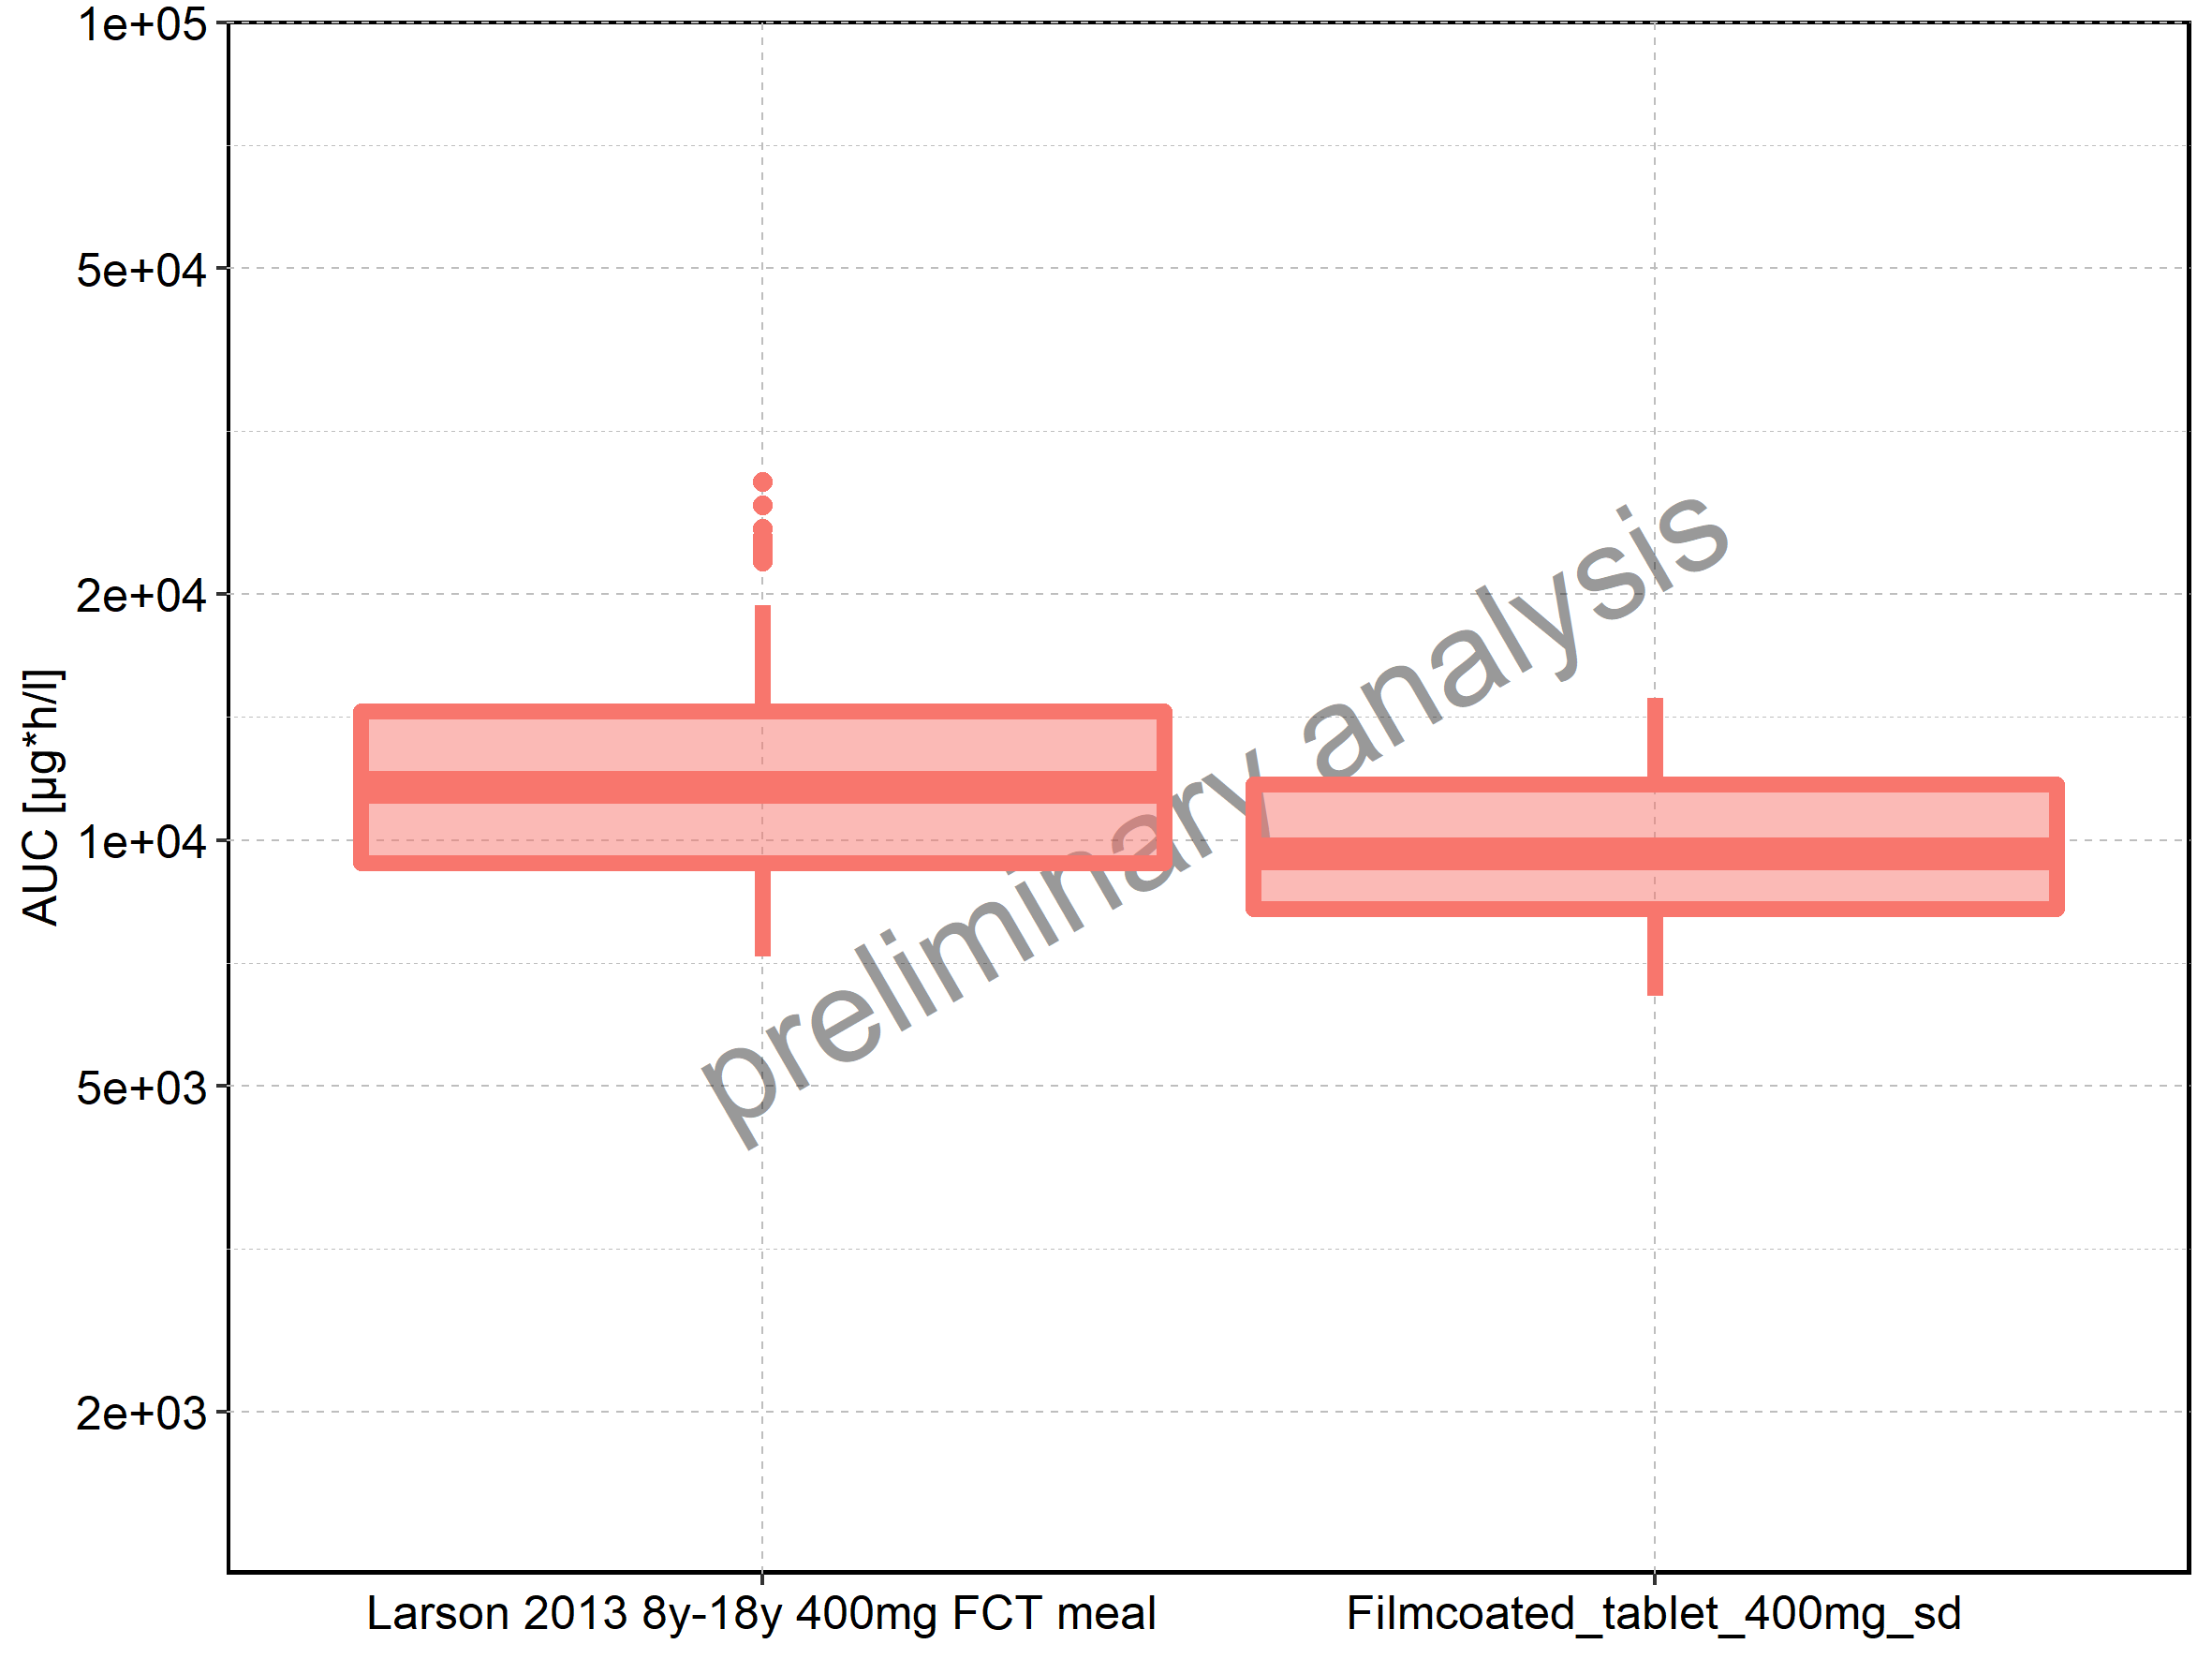 1e+05
5e+04
2e+04
1e+04
5e+03
2e+03
AUC [µg*h/l]
preliminary analysis
Larson 2013 8y-18y 400mg FCT meal
Filmcoated_tablet_400mg_sd